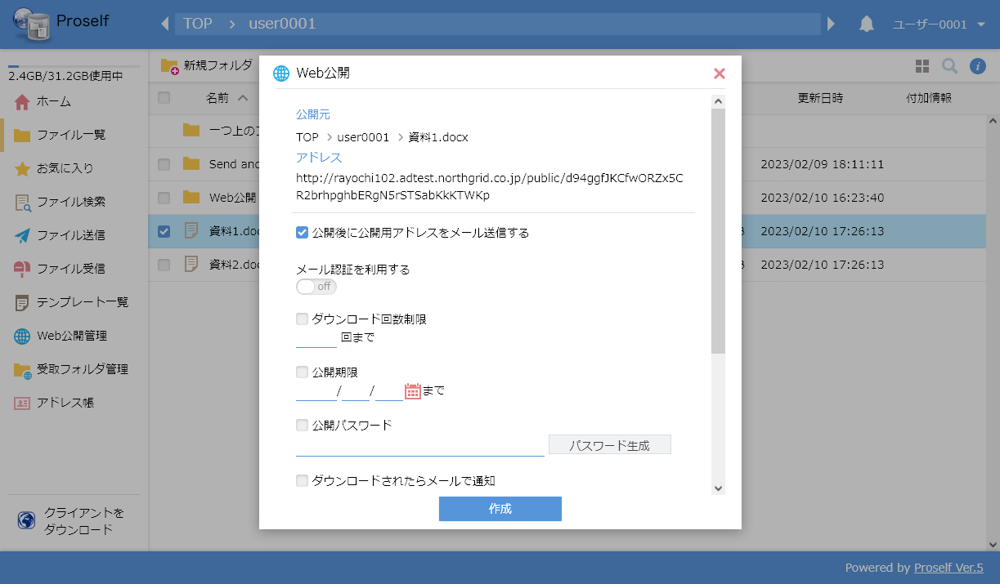 Proself
TOP > user0001
ユーザー0001
2.4GB/31.2GB使用中
ホーム
ファイル一覧
お気に入り
ファイル検索
ファイル送信
ファイル受信
テンプレート一覧
Web公開管理
受取フォルダ管理
アドレス帳
クライアントを
ダウンロード
新規フォルダ
名前
更新日時
付加情報
一つ上の
Send and
2023/02/09 18:11:11
Web公開
2023/02/10 16:23:40
資料1.doc
2023/02/10 17:26:13
資料2.doc
2023/02/10 17:26:13
Web公開
公開元
TOP > user0001 > 資料1.docx
アドレス
http://rayochi102.adtest.northgrid.co.jp/public/d94ggfJKCfwORZx5C
R2brhpghbERgN5rSTSabKkKTWKp
公開後に公開用アドレスをメール送信する
メール認証を利用する
off
ダウンロード回数制限
回まで
公開期限
/ / まで
公開パスワード
パスワード生成
ダウンロードされたらメールで通知
作成
Powered by Proself Ver.5